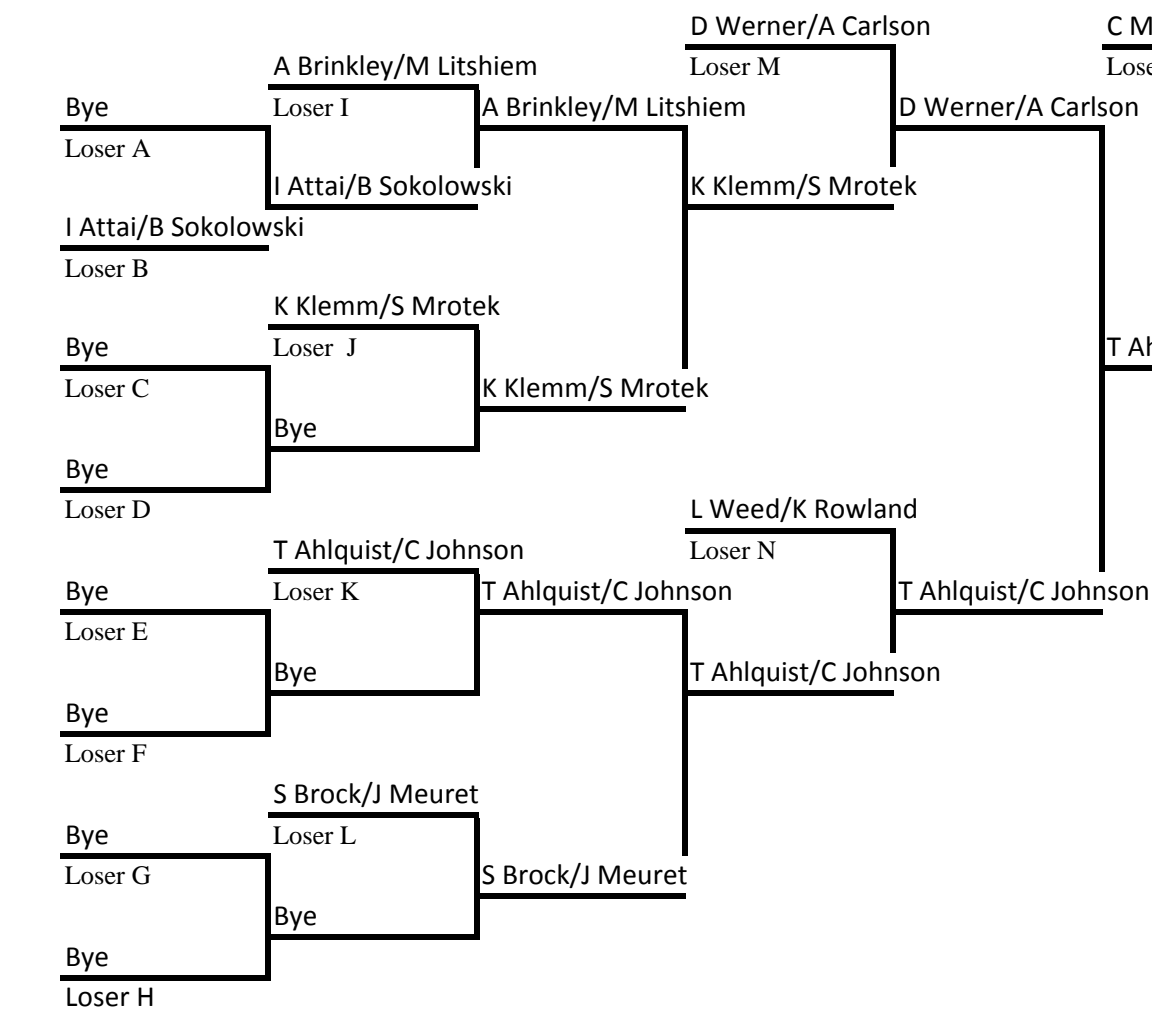 D Werner/A Carlson
C M
A Brinkley/M Litshiem
Loser M
Lose
Bye
Loser I
A Brinkley/M Litshiem
D Werner/A Carlson
Loser A
I Attai/B Sokolowski
K Klemm/S Mrotek
I Attai/B Sokolowski
Loser B
K Klemm/S Mrotek
Bye
Loser J
T Ah
Loser C
K Klemm/S Mrotek
Bye
Bye
Loser D
L Weed/K Rowland
T Ahlquist/C Johnson
Loser N
Bye
Loser K
T Ahlquist/C Johnson
T Ahlquist/C Johnson
Loser E
Bye
T Ahlquist/C Johnson
Bye
Loser F
S Brock/J Meuret
Bye
Loser L
Loser G
S Brock/J Meuret
Bye
Bye
Loser H